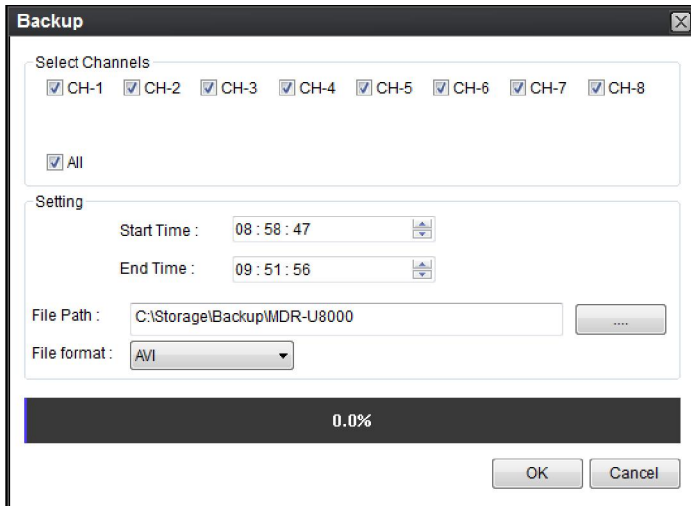 Backup
Select Channels
CH-1 CH-2 CH-3 CH-4 CH-5 CH-6 CH-7 CH-8
All
Setting
Start Time : 08 : 58 : 47
End Time : 09 : 51 : 56
File Path : C:\Storage\Backup\MDR-U8000 ....
File format : AVI
0.0%
OK Cancel